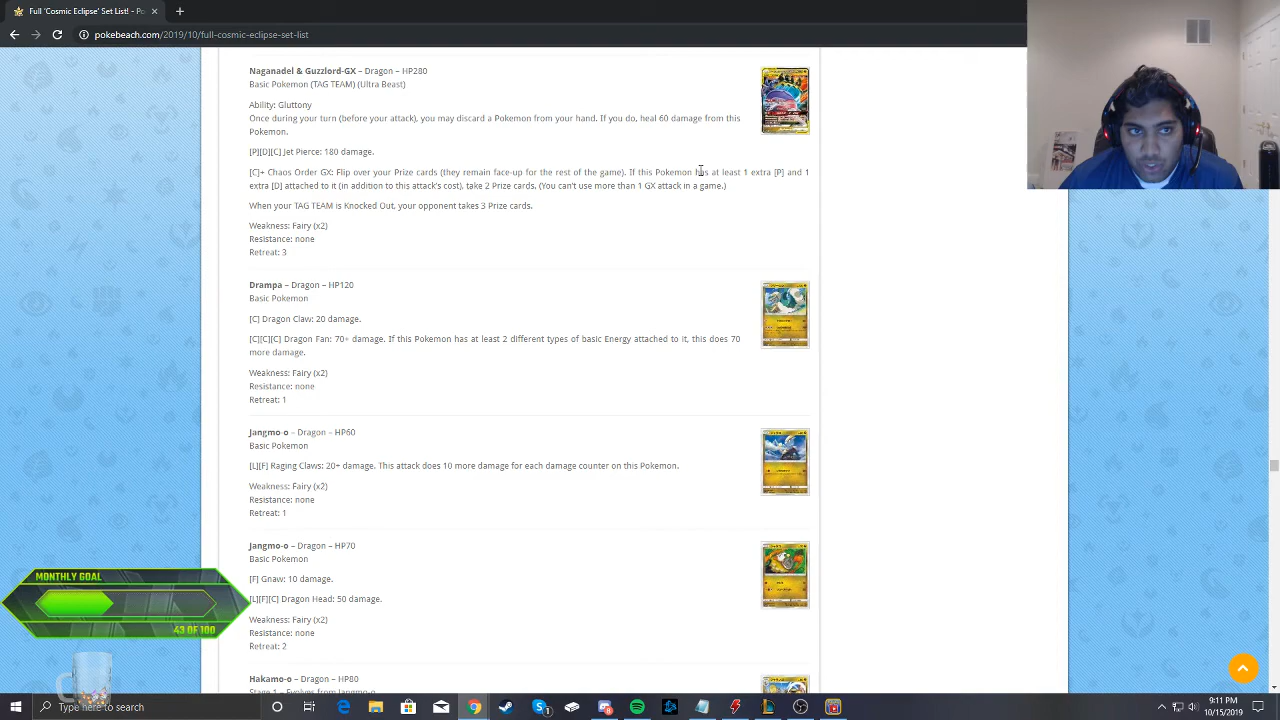 Full 'Cosmic Eclipse' Set List! - Po
pokebeach.com/2019/10/full-cosmic-eclipse-set-list
Naganadel & Guzzlord-GX – Dragon – HP280
Basic Pokemon (TAG TEAM) (Ultra Beast)
Ability: Gluttony
Once during your turn (before your attack), you may discard a Pokemon from your hand. If you do, heal 60 damage from this
Pokemon.
[P][D][C] Jet Pierce: 180 damage.
[C]+ Chaos Order GX: Flip over your Prize cards (they remain face-up for the rest of the game). If this Pokemon has at least 1 extra [P] and 1
extra [D] attached to it (in addition to this attack's cost), take 2 Prize cards. (You can't use more than 1 GX attack in a game.)
When your TAG TEAM is Knocked Out, your opponent takes 3 Prize cards.
Weakness: Fairy (x2)
Resistance: none
Retreat: 3
Drampa – Dragon – HP120
Basic Pokemon
[C] Dragon Claw: 20 damage.
[C][C][C] Dragon Fall: 70+ damage. If this Pokemon has at least 2 different types of basic Energy attached to it, this does 70
more damage.
Weakness: Fairy (x2)
Resistance: none
Retreat: 1
Jangmo-o – Dragon – HP60
Basic Pokemon
[L][F] Raging Claws: 20+ damage. This attack does 10 more damage for each damage counter on this Pokemon.
Weakness: Fairy (x2)
Resistance: none
Retreat: 1
Jangmo-o – Dragon – HP70
Basic Pokemon
[F] Gnaw: 10 damage.
[L][F][C] Dragon Head: 50 damage.
Weakness: Fairy (x2)
Resistance: none
Retreat: 2
Hakamo-o – Dragon – HP80
Stage 1 – Evolves from Jangmo-o
MONTHLY GOAL
43 OF 100
Type here to search
9:11 PM
10/15/2019